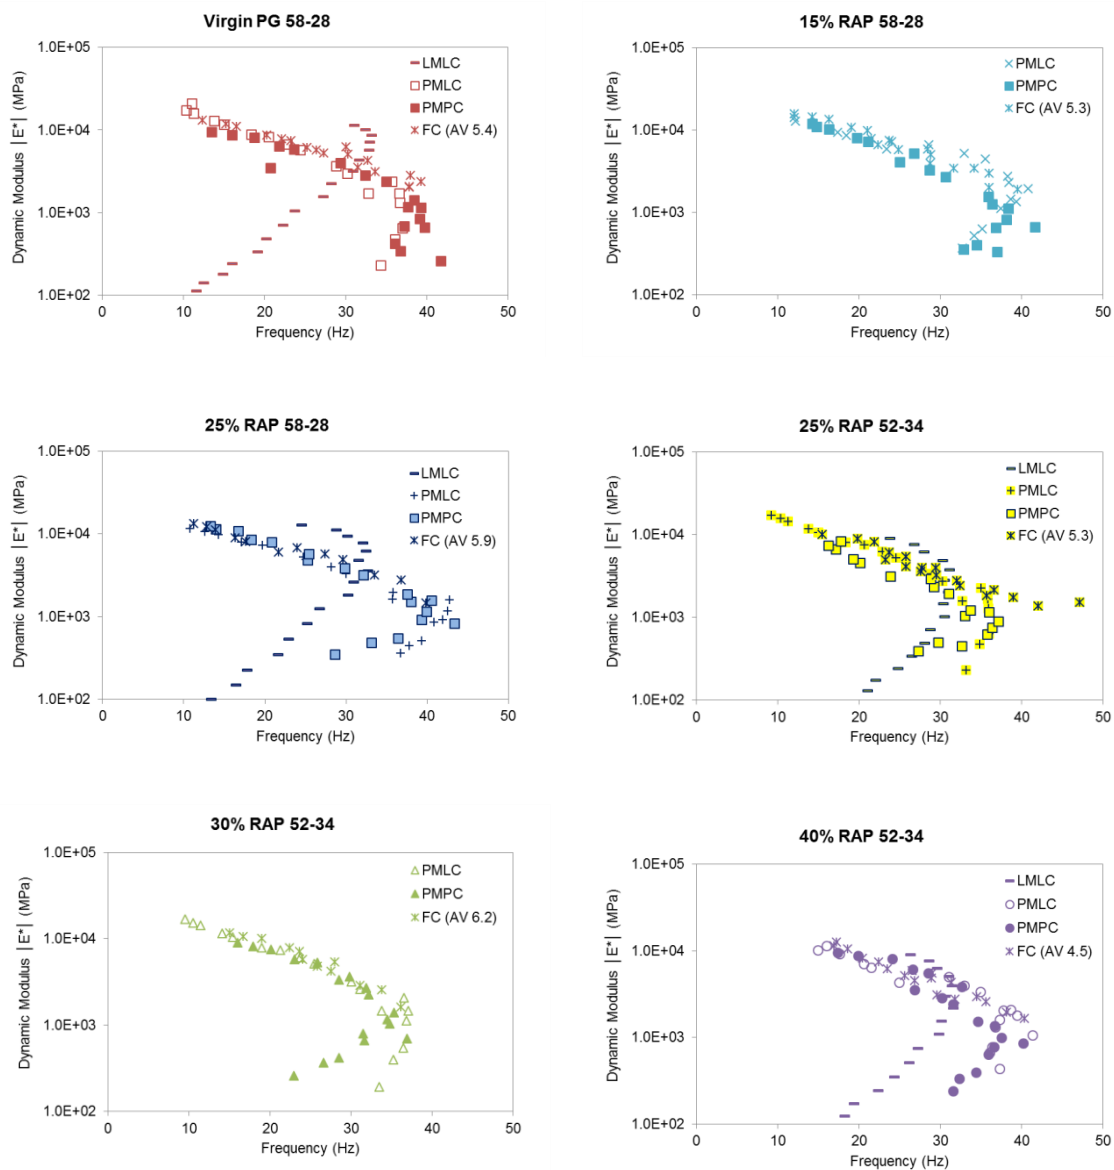 Virgin PG 58-28
1.0E+05
1.0E+04
1.0E+03
1.0E+02
Dynamic Modulus |E*| (MPa)
LMLC
PMLC
PMPC
FC (AV 5.4)
0 10 20 30 40 50
Frequency (Hz)
15% RAP 58-28
1.0E+05
1.0E+04
1.0E+03
1.0E+02
Dynamic Modulus |E*| (MPa)
PMLC
PMPC
FC (AV 5.3)
0 10 20 30 40 50
Frequency (Hz)
25% RAP 58-28
1.0E+05
1.0E+04
1.0E+03
1.0E+02
Dynamic Modulus |E*| (MPa)
LMLC
PMLC
PMPC
FC (AV 5.9)
0 10 20 30 40 50
Frequency (Hz)
25% RAP 52-34
1.0E+05
1.0E+04
1.0E+03
1.0E+02
Dynamic Modulus |E*| (MPa)
LMLC
PMLC
PMPC
FC (AV 5.3)
0 10 20 30 40 50
Frequency (Hz)
30% RAP 52-34
1.0E+05
1.0E+04
1.0E+03
1.0E+02
Dynamic Modulus |E*| (MPa)
PMLC
PMPC
FC (AV 6.2)
0 10 20 30 40 50
Frequency (Hz)
40% RAP 52-34
1.0E+05
1.0E+04
1.0E+03
1.0E+02
Dynamic Modulus |E*| (MPa)
LMLC
PMLC
PMPC
FC (AV 4.5)
0 10 20 30 40 50
Frequency (Hz)